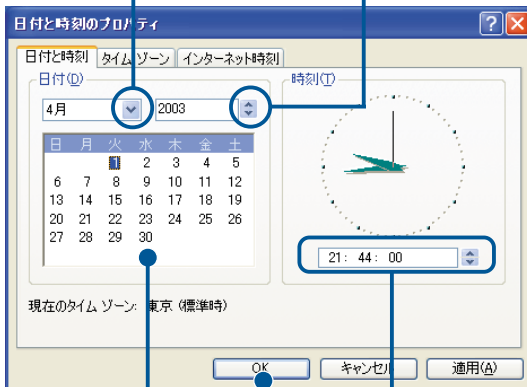 日付と時刻のプロパティ
日付と時刻 タイム ゾーン インターネット時刻
日付(D)
4月 2003
日 月 火 水 木 金 土
1 2 3 4 5
6 7 8 9 10 11 12
13 14 15 16 17 18 19
20 21 22 23 24 25 26
27 28 29 30
時刻(T)
21: 44: 00
現在のタイム ゾーン: 東京 (標準時)
OK キャンセル 適用(A)